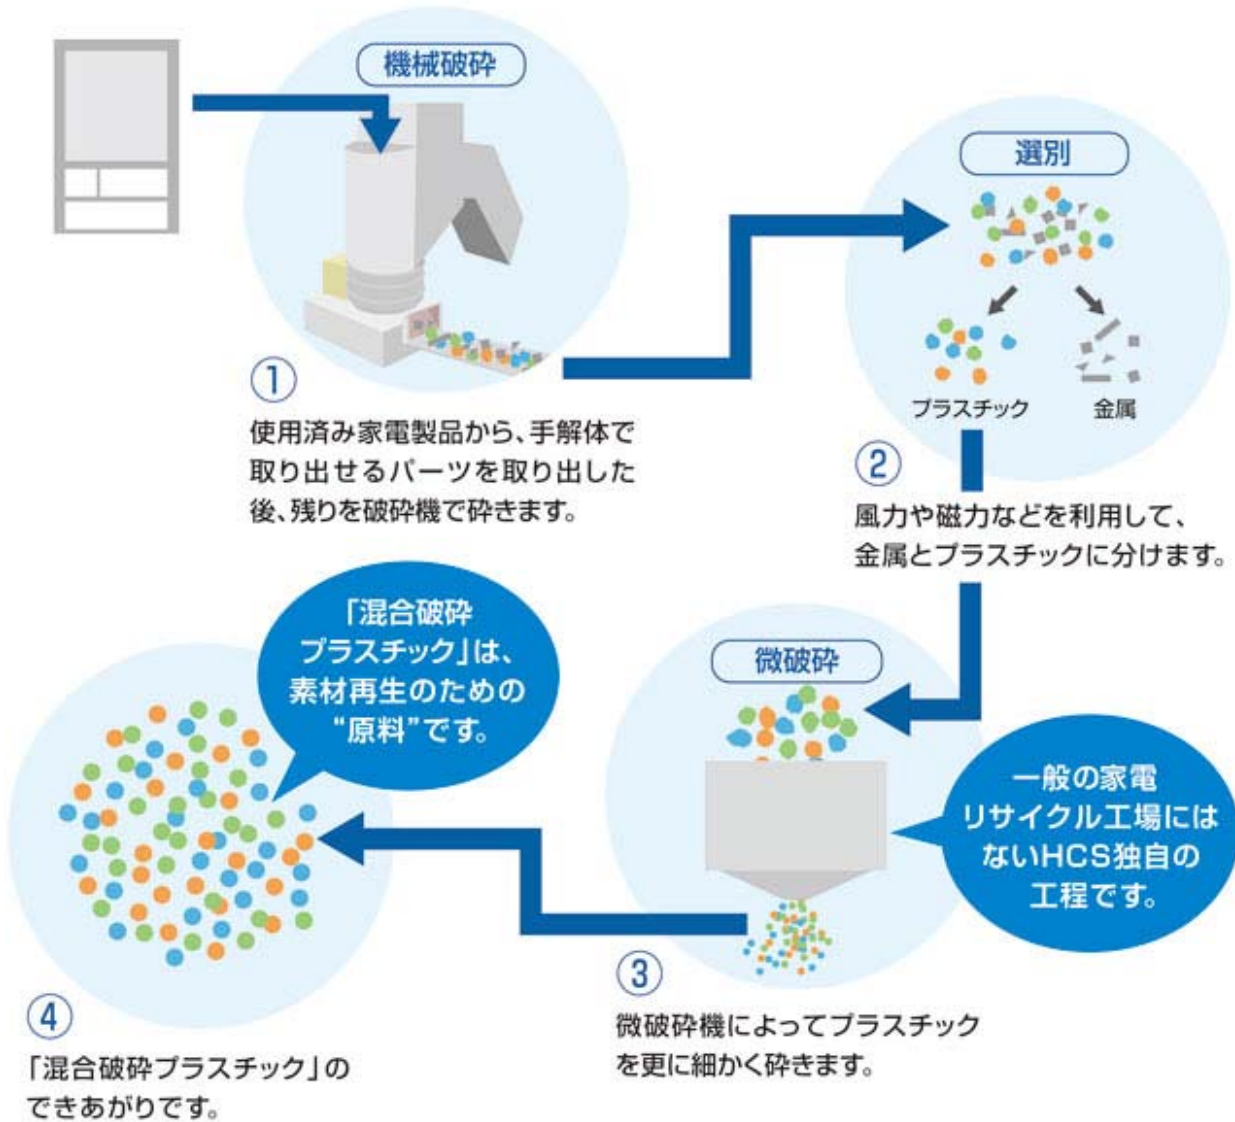 機械破砕
①
使用済み家電製品から、手解体で
取り出せるパーツを取り出した
後、残りを破砕機で砕きます。
選別
プラスチック
金属
②
風力や磁力などを利用して、
金属とプラスチックに分けます。
微破砕
一般の家電
リサイクル工場には
ないHCS独自の
工程です。
③
微破砕機によってプラスチック
を更に細かく砕きます。
「混合破砕
プラスチック」は、
素材再生のための
“原料”です。
④
「混合破砕プラスチック」の
できあがりです。